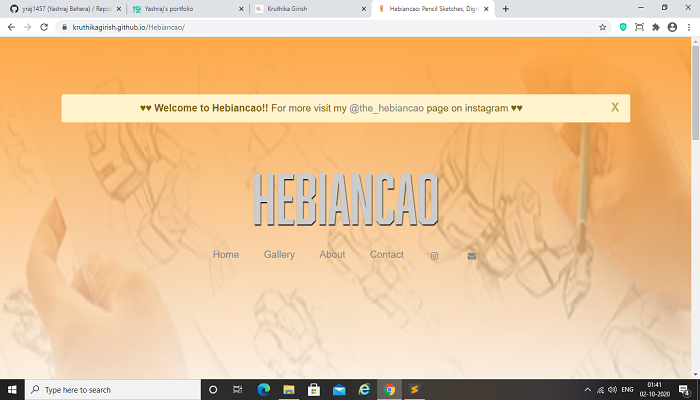 yraj1457 (Yashraj Behera) / Repo
Yashraj's portfolio
Kruthika Girish
Hebiancao: Pencil Sketches, Dig
kruthikagirish.github.io/Hebiancao/
♥♥ Welcome to Hebiancao!! For more visit my @the_hebiancao page on instagram ♥♥ X
HEBIANCAO
Home Gallery About Contact
Type here to search
ENG
01:41
02-10-2020
4